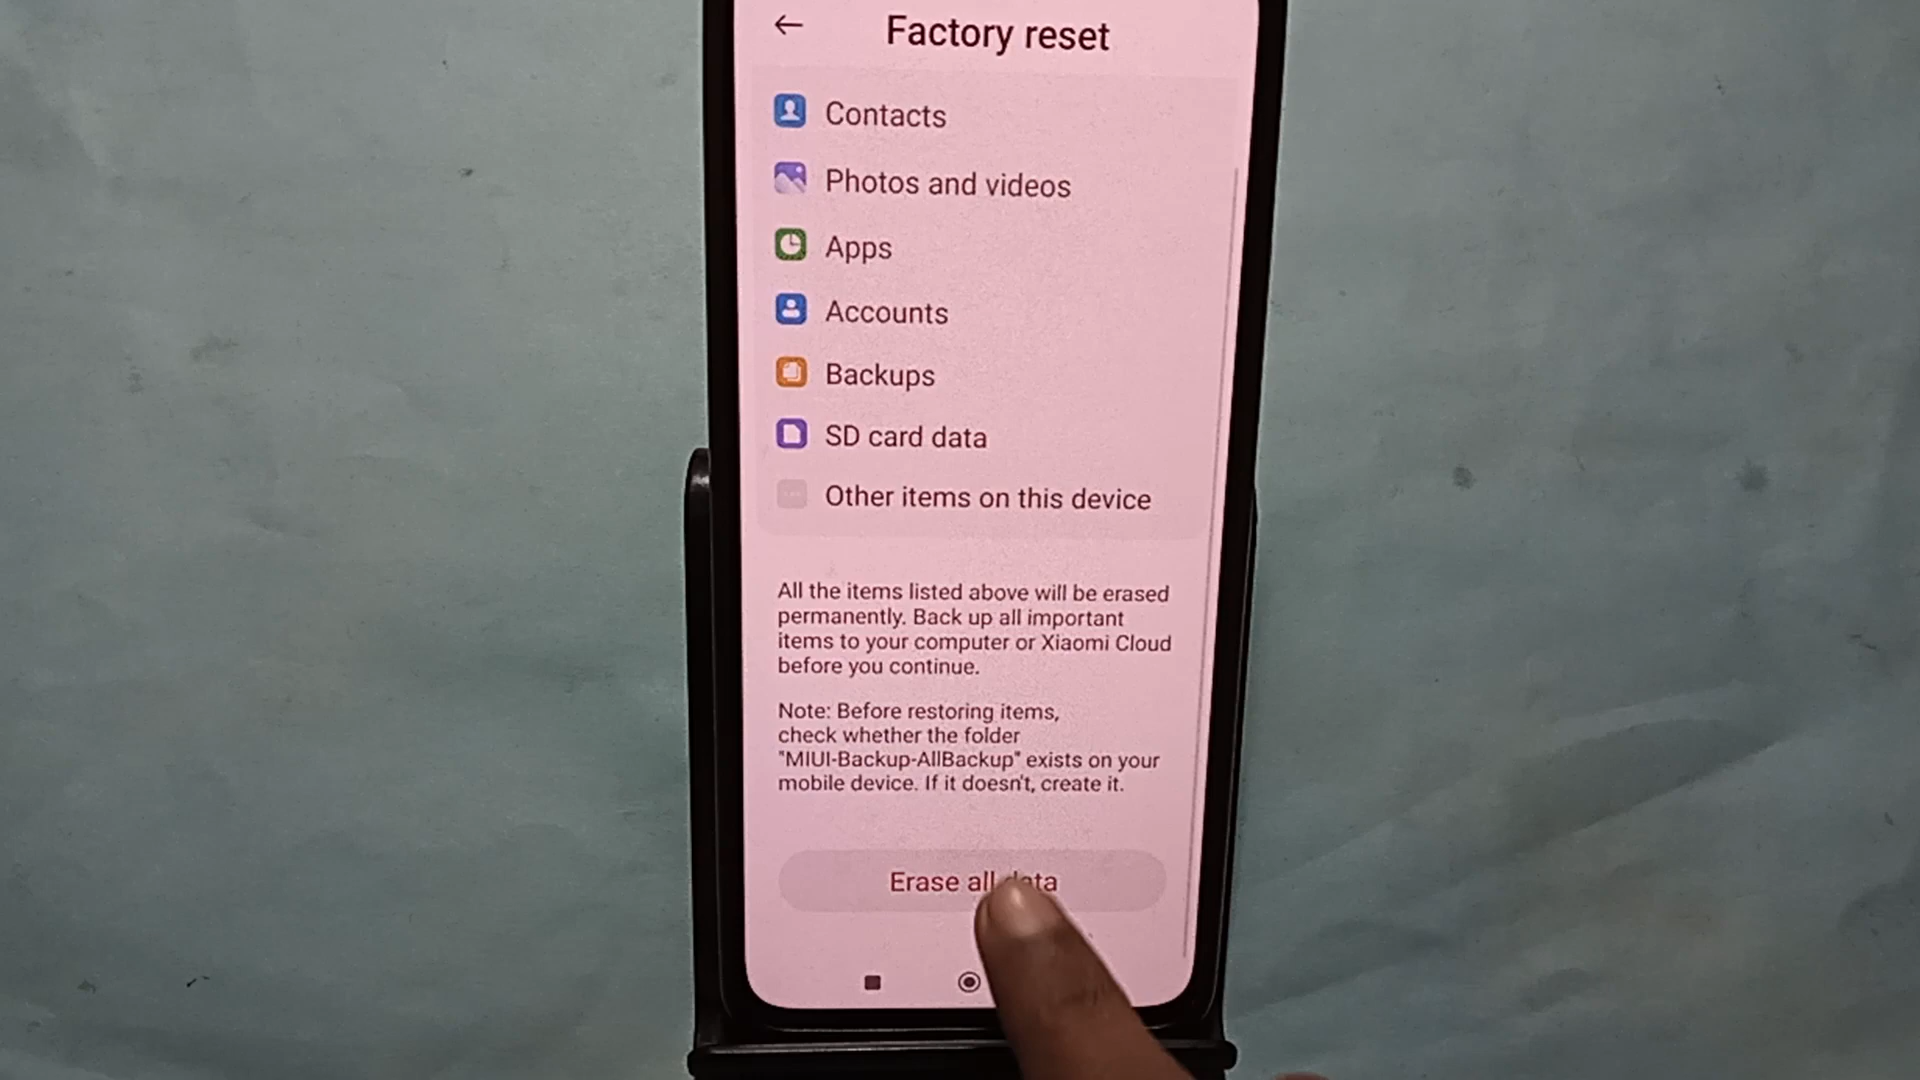 Factory reset
Contacts
Photos and videos
Apps
Accounts
Backups
SD card data
Other items on this device
All the items listed above will be erased
permanently. Back up all important
items to your computer or Xiaomi Cloud
before you continue.
Note: Before restoring items,
check whether the folder
"MIUI-Backup-AllBackup" exists on your
mobile device. If it doesn't, create it.
Erase all data